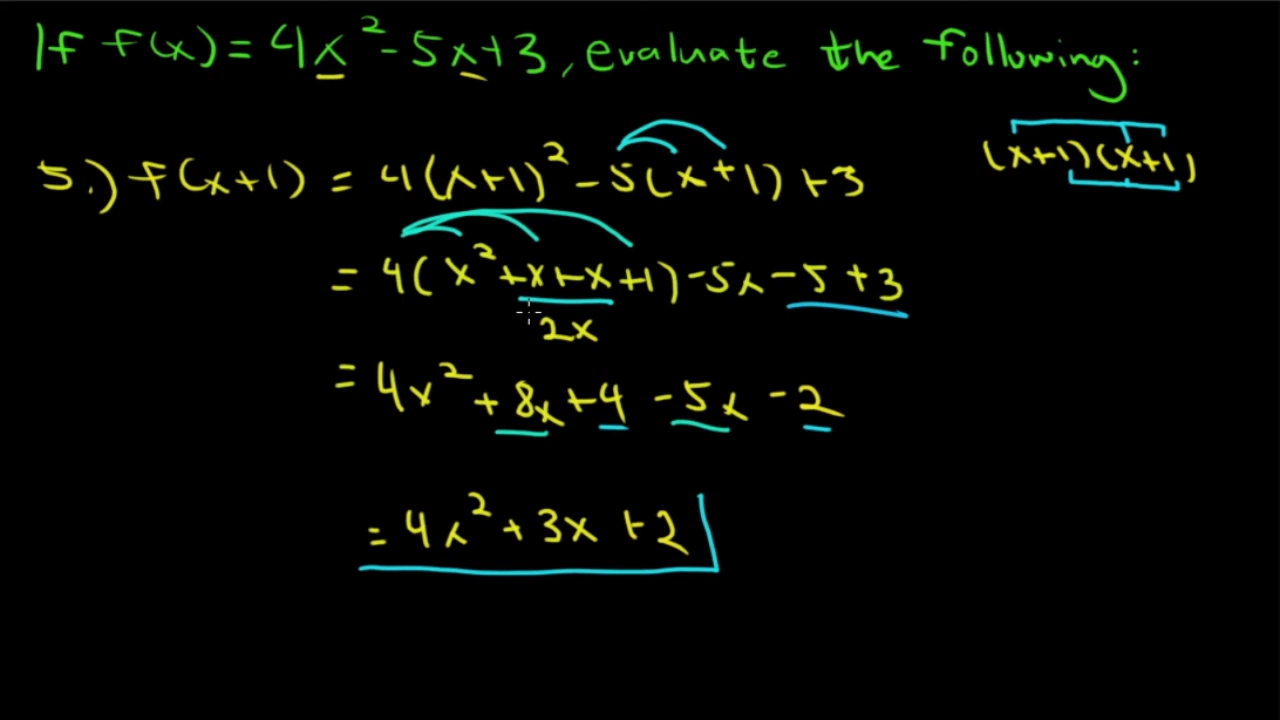 If f(x) = 4x² - 5x + 3, evaluate the following:
5.) f(x+1) = 4(x+1)² - 5(x+1) + 3
(x+1)(x+1)
= 4(x² + x + x + 1) - 5x - 5 + 3
2x
= 4x² + 8x + 4 - 5x - 2
= 4x² + 3x + 2